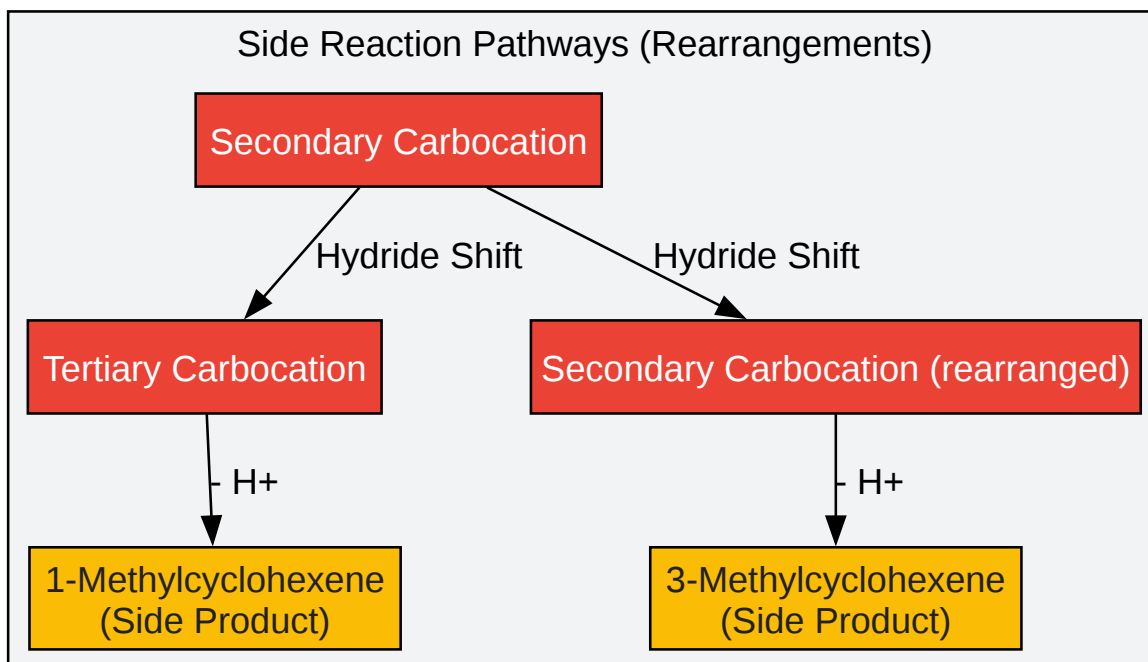 Side Reaction Pathways (Rearrangements)
Secondary Carbocation
Hydride Shift
Hydride Shift
Tertiary Carbocation
Secondary Carbocation (rearranged)
- H+
- H+
1-Methylcyclohexene
(Side Product)
3-Methylcyclohexene
(Side Product)